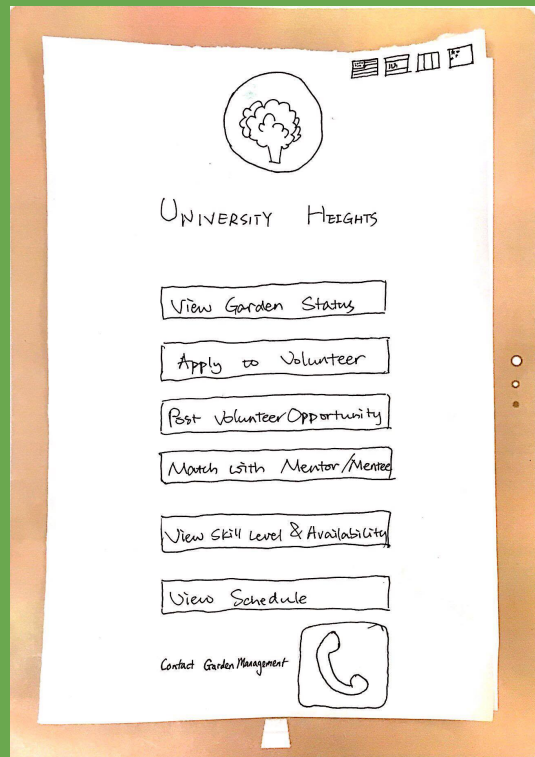 UNIVERSITY HEIGHTS
View Garden Status
Apply to Volunteer
Post Volunteer Opportunity
Match with Mentor/Mentee
View Skill Level & Availability
View Schedule
Contact Garden Management